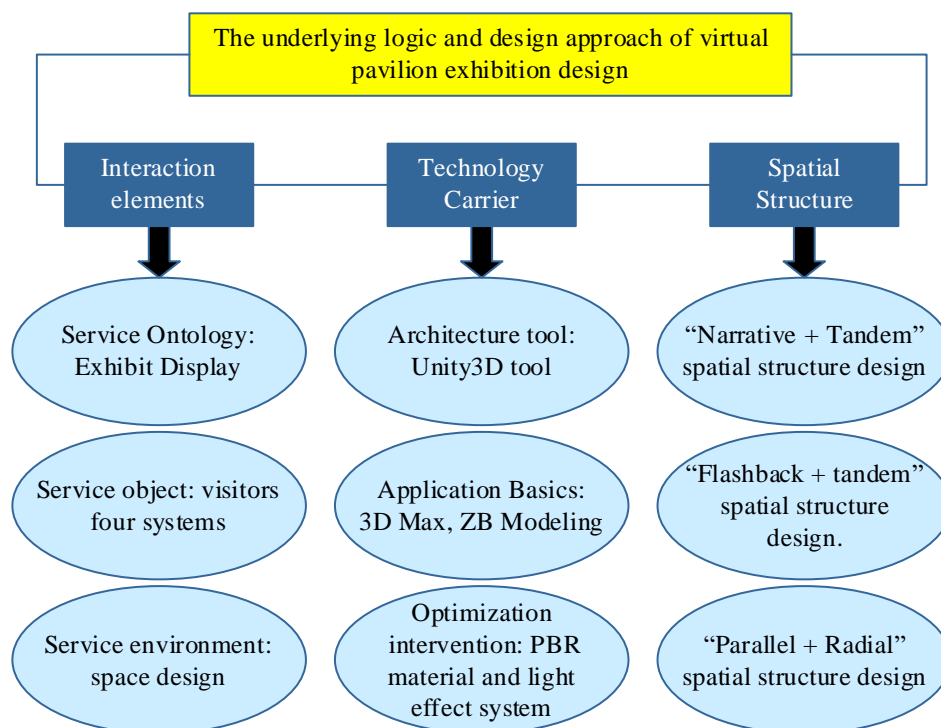 The underlying logic and design approach of virtual
pavilion exhibition design
Interaction
elements
Technology
Carrier
Spatial
Structure
Service Ontology:
Exhibit Display
Architecture tool:
Unity3D tool
“Narrative + Tandem”
spatial structure design
Service object: visitors
four systems
Application Basics:
3D Max, ZB Modeling
“Flashback + tandem”
spatial structure
design.
Service environment:
space design
Optimization
intervention: PBR
material and light
effect system
“Parallel + Radial”
spatial structure design